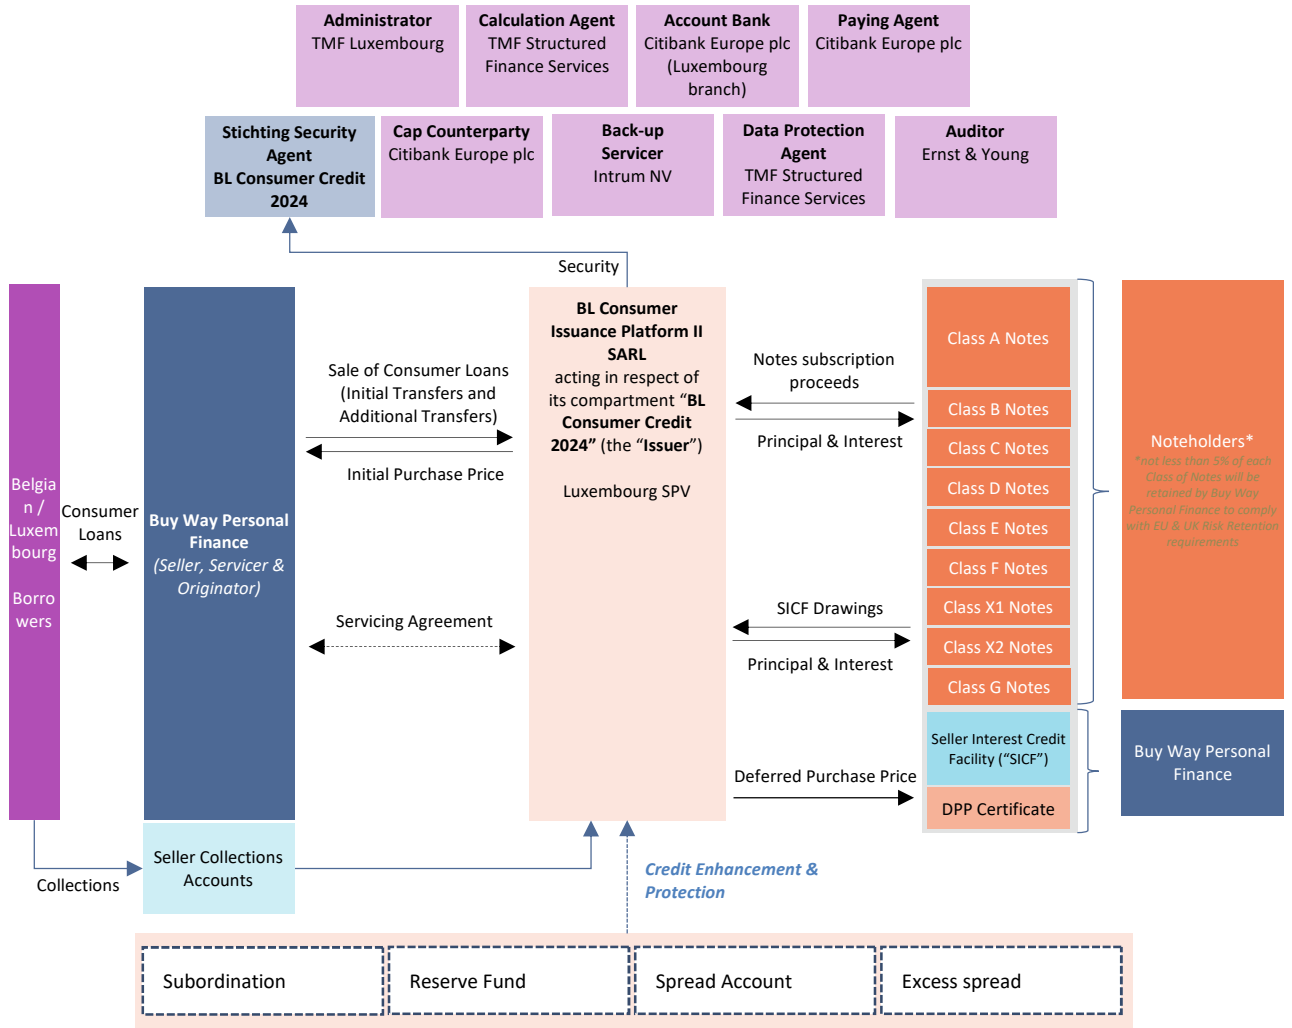 Administrator
TMF Luxembourg
Calculation Agent
TMF Structured
Finance Services
Account Bank
Citibank Europe plc
(Luxembourg
branch)
Paying Agent
Citibank Europe plc
Stichting Security
Agent
BL Consumer Credit
2024
Cap Counterparty
Citibank Europe plc
Back-up
Servicer
Intrum NV
Data Protection
Agent
TMF Structured
Finance Services
Auditor
Ernst & Young
Security
Belgia
n /
Luxem
bourg
Borro
wers
Consumer
Loans
Buy Way Personal
Finance
(Seller, Servicer &
Originator)
Sale of Consumer Loans
(Initial Transfers and
Additional Transfers)
Initial Purchase Price
Servicing Agreement
BL Consumer
Issuance Platform II
SARL
acting in respect of
its compartment “BL
Consumer Credit
2024” (the “Issuer”)
Luxembourg SPV
Notes subscription
proceeds
Principal & Interest
SICF Drawings
Principal & Interest
Deferred Purchase Price
Class A Notes
Class B Notes
Class C Notes
Class D Notes
Class E Notes
Class F Notes
Class X1 Notes
Class X2 Notes
Class G Notes
Seller Interest Credit
Facility (“SICF”)
DPP Certificate
Noteholders*
*not less than 5% of each
Class of Notes will be
retained by Buy Way
Personal Finance to comply
with EU & UK Risk Retention
requirements
Buy Way Personal
Finance
Collections
Seller Collections
Accounts
Credit Enhancement &
Protection
Subordination
Reserve Fund
Spread Account
Excess spread